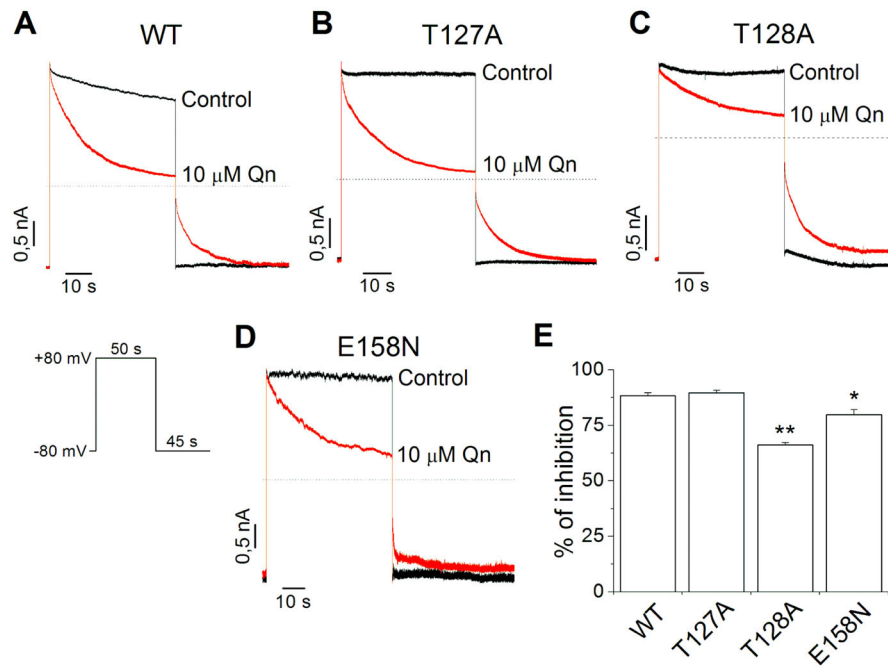 A
WT
Control
10 μM Qn
0,5 nA
10 s
B
T127A
Control
10 μM Qn
0,5 nA
10 s
C
T128A
Control
10 μM Qn
0,5 nA
10 s
+80 mV
50 s
-80 mV
45 s
D
E158N
Control
10 μM Qn
0,5 nA
10 s
E
% of inhibition
100
75
50
25
0
**
*
WT
T127A
T128A
E158N